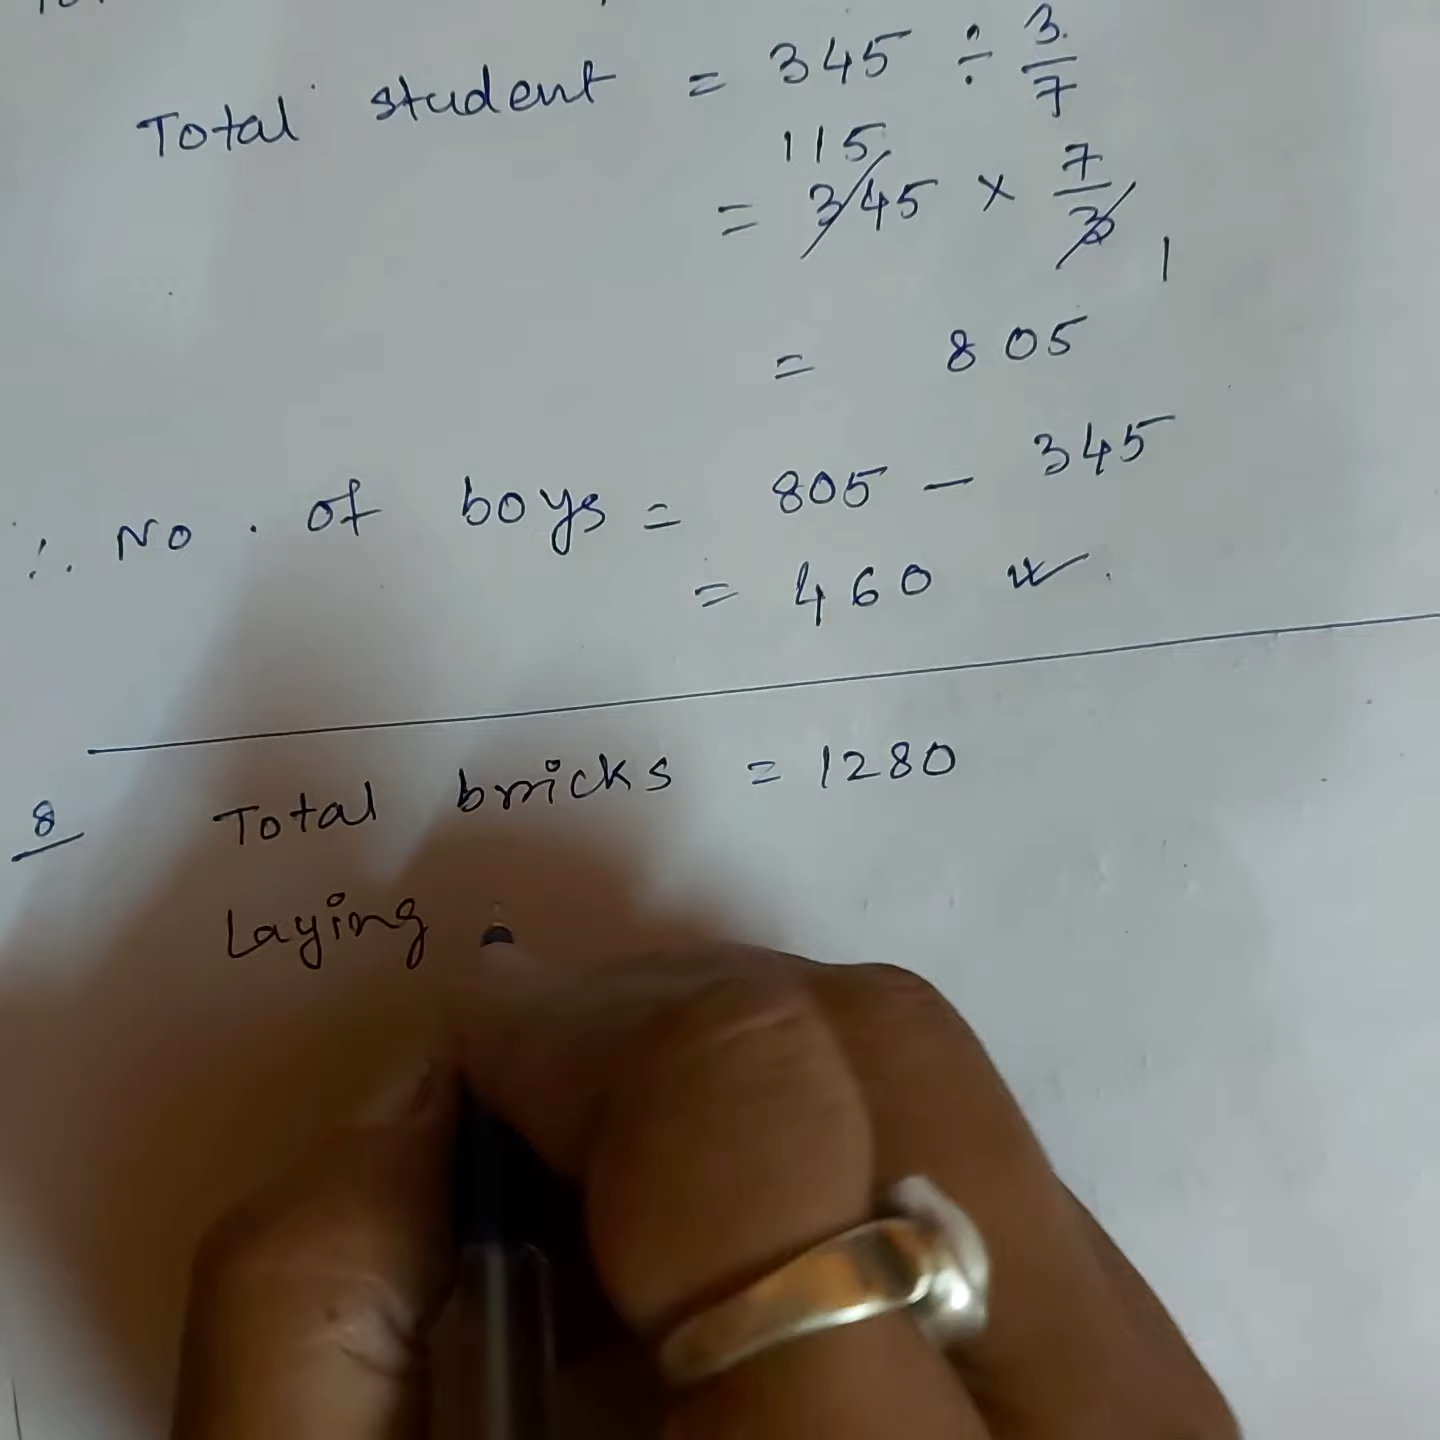 Total student = 345 ÷ 3/7
115
= 345 × 7/3
1
= 805
∴ No. of boys = 805 - 345
= 460
8 Total bricks = 1280
Laying